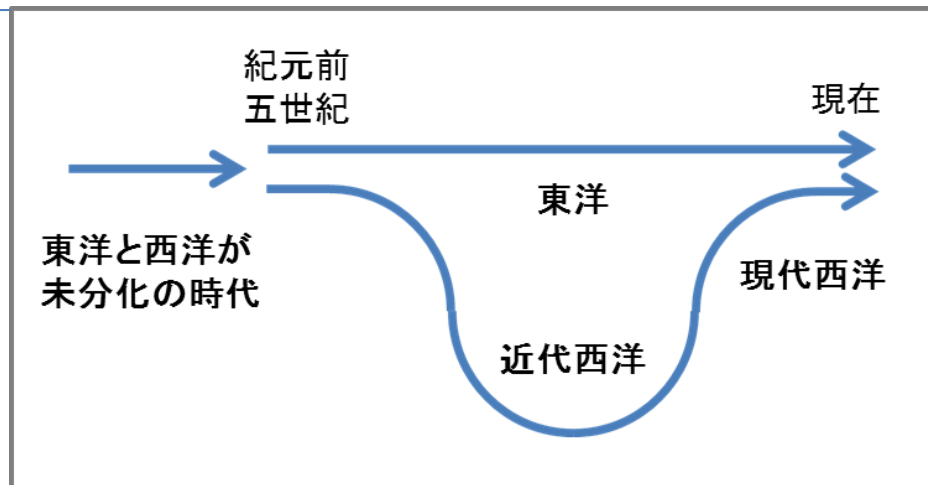 紀元前
五世紀
現在
東洋
東洋と西洋が
未分化の時代
現代西洋
近代西洋